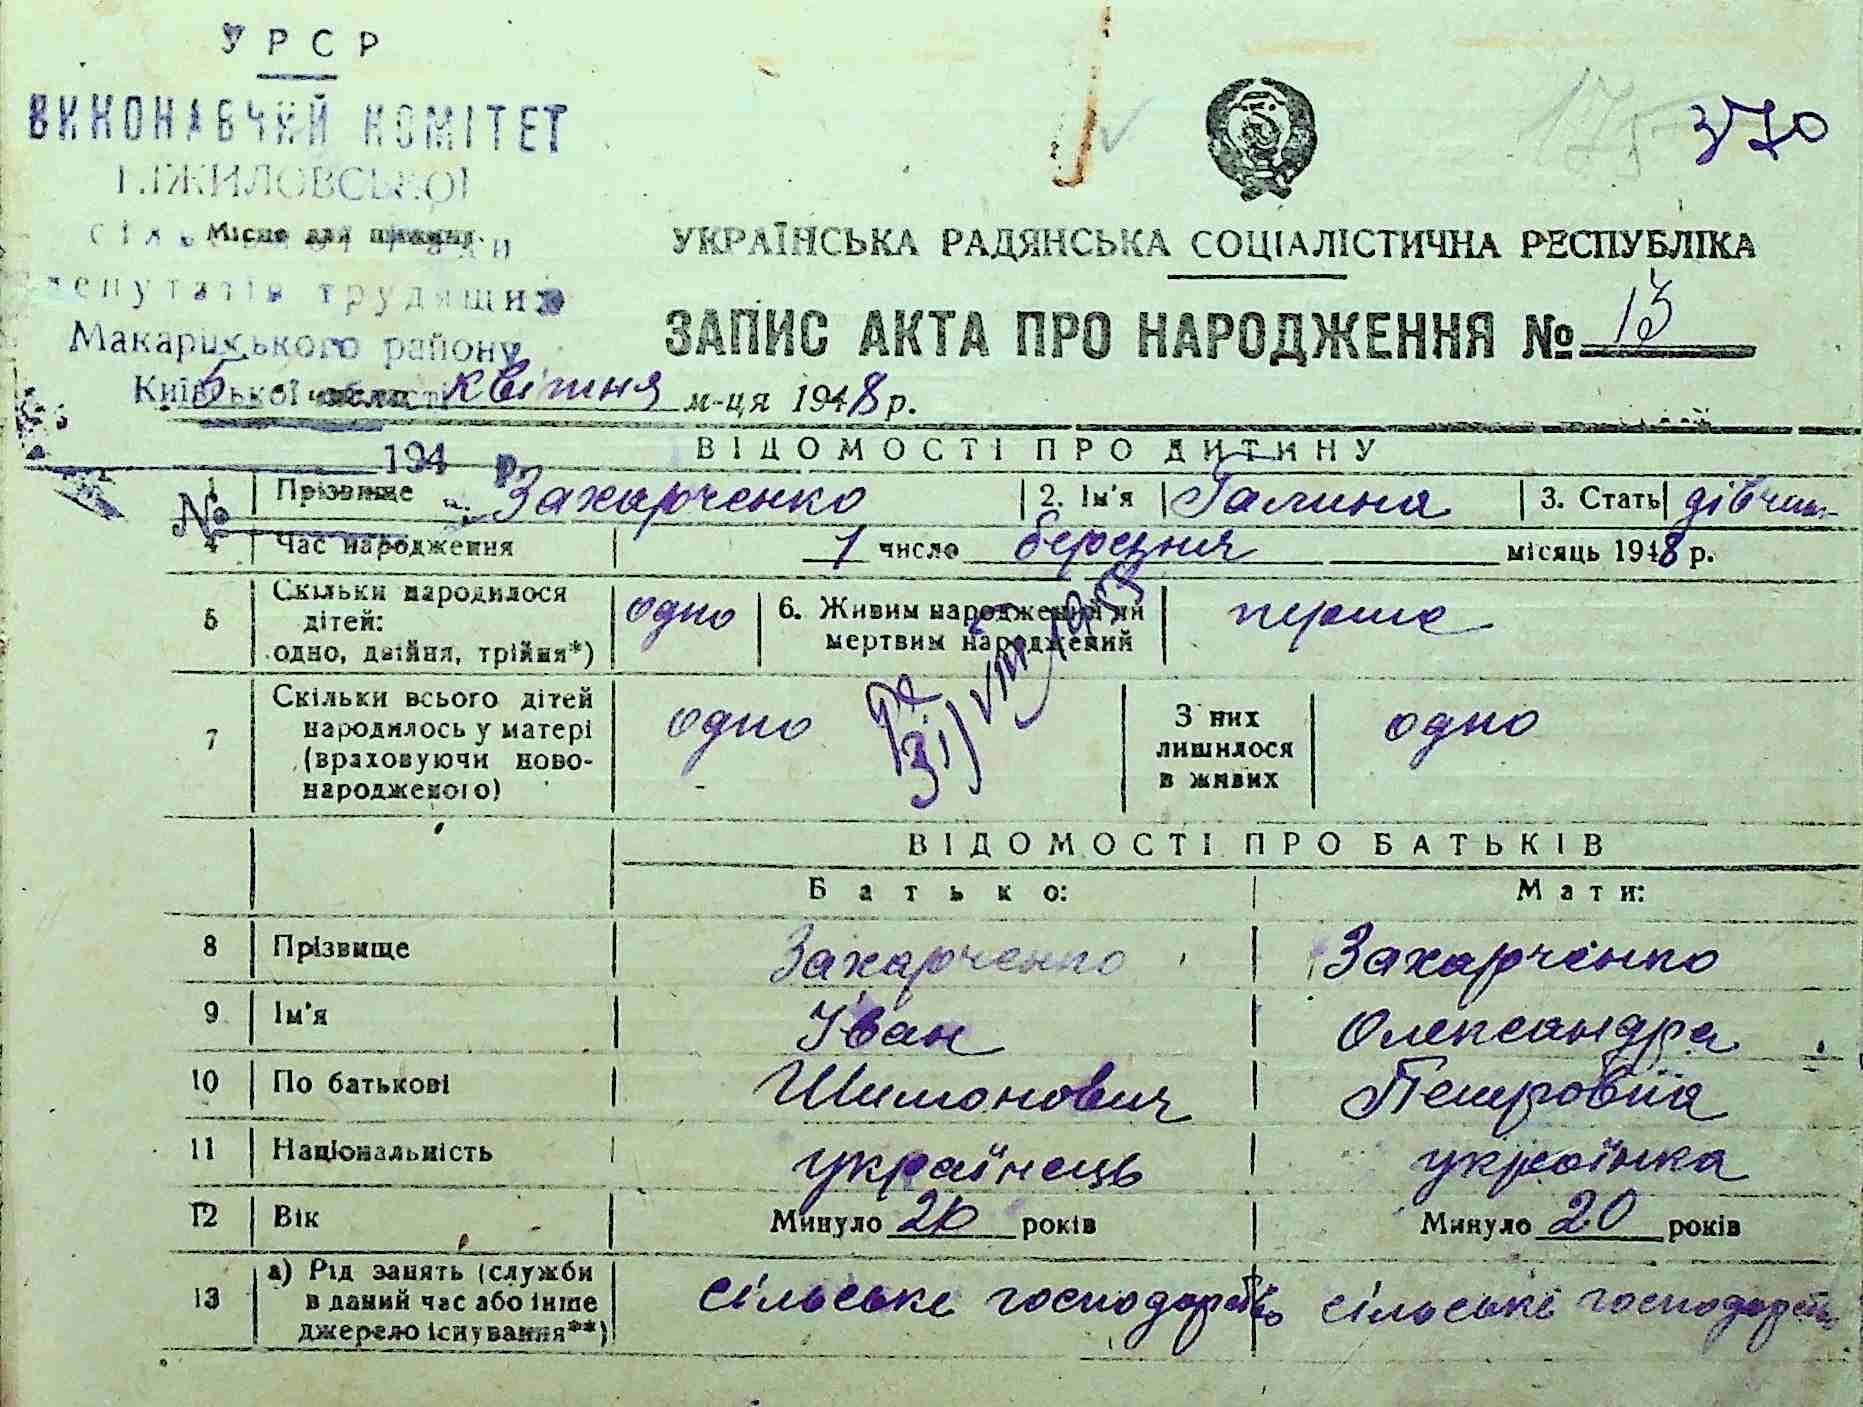 УРСР
ВИКОНАВЧИЙ КОМІТЕТ
депутатів трудящих
Макарівського району
Київської області
194 р.
№
Місце для штампа
370
УКРАЇНСЬКА РАДЯНСЬКА СОЦІАЛІСТИЧНА РЕСПУБЛІКА
ЗАПИС АКТА ПРО НАРОДЖЕННЯ № 13
5 числа квітня м-ця 1948 р.
ВІДОМОСТІ ПРО ДИТИНУ
1 Прізвище Захарченко 2. Ім'я Галина 3. Стать дівчин-
4 Час народження 1 число березня місяць 1948 р.
5 Скільки народилося дітей: одно, двійня, трійня*) одно 6. Живим народжений чи мертвим народжений перше
7 Скільки всього дітей народилось у матері (враховуючи новонародженого) одно З них лишилося в живих одно
ВІДОМОСТІ ПРО БАТЬКІВ
Батько: Мати:
8 Прізвище Захарченко Захарченко
9 Ім'я Іван Олександра
10 По батькові Шимонович Петровна
11 Національність українець українка
12 Вік Минуло років Минуло 20 років
13 а) Рід занять (служби в даний час або інше джерело існування**) сільське господарство сільське господарство